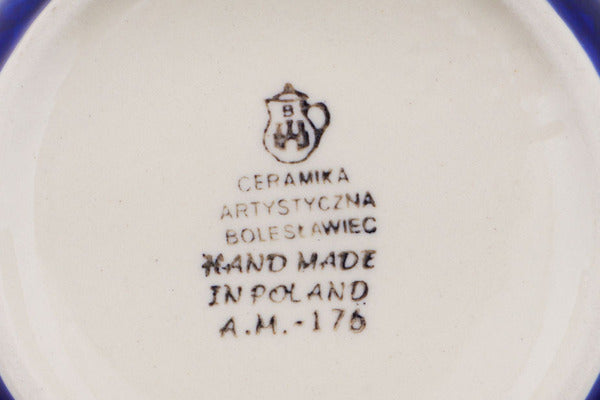 B
CERAMIKA
ARTYSTYCZNA
BOLESŁAWIEC
HAND MADE
IN POLAND
A.M.-176